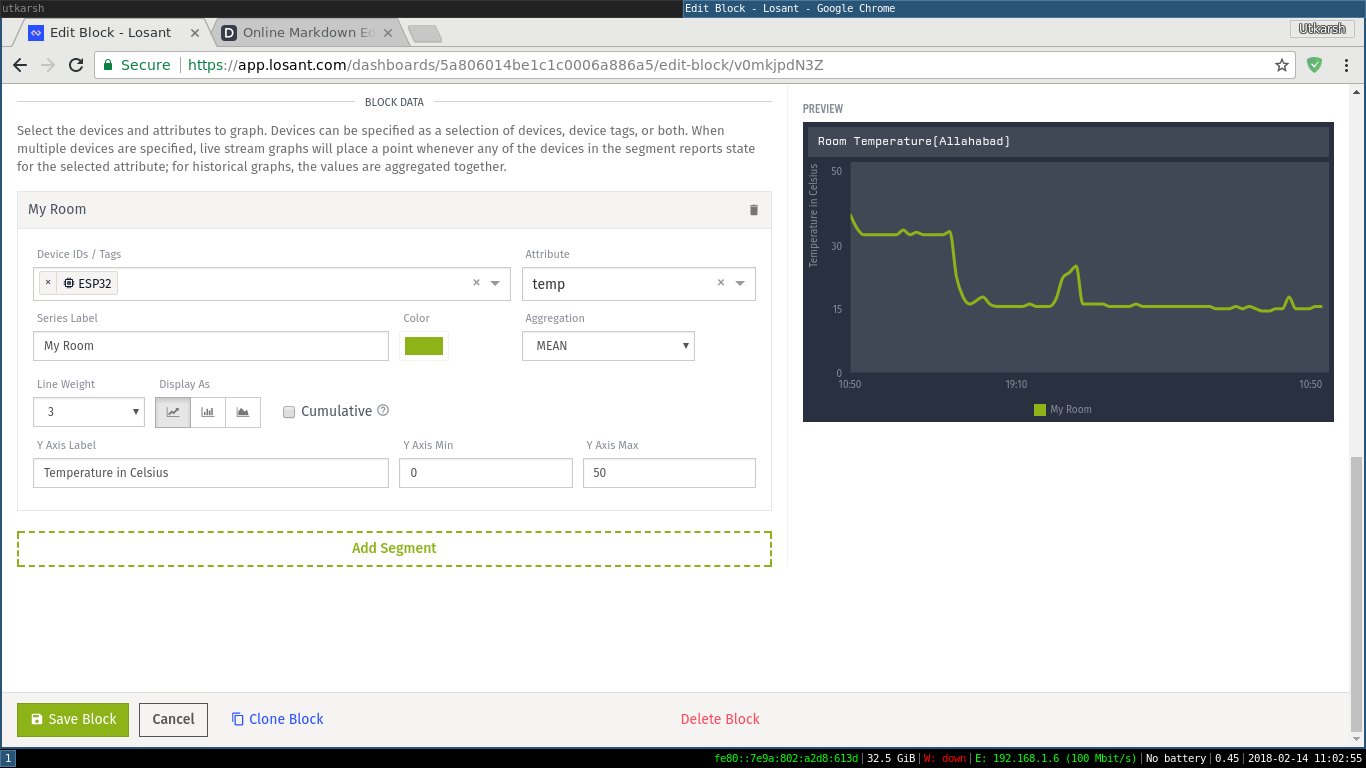 utkarsh
Edit Block - Losant - Google Chrome
Edit Block - Losant
Online Markdown Ed
Utkarsh
Secure
https://app.losant.com/dashboards/5a806014be1c1c0006a886a5/edit-block/v0mkjpdN3Z
BLOCK DATA
Select the devices and attributes to graph. Devices can be specified as a selection of devices, device tags, or both. When
multiple devices are specified, live stream graphs will place a point whenever any of the devices in the segment reports state
for the selected attribute; for historical graphs, the values are aggregated together.
My Room
Device IDs / Tags
Attribute
× ESP32 ×
temp ×
Series Label
Color
Aggregation
My Room
MEAN
Line Weight
Display As
3
Cumulative ?
Y Axis Label
Y Axis Min
Y Axis Max
Temperature in Celsius
0
50
Add Segment
PREVIEW
Room Temperature[Allahabad]
Temperature in Celsius
50
30
15
0
10:50
19:10
10:50
My Room
Save Block
Cancel
Clone Block
Delete Block
1
fe80::7e9a:802:a2d8:613d|32.5 GiB|W: down|E: 192.168.1.6 (100 Mbit/s)|No battery|0.45|2018-02-14 11:02:55